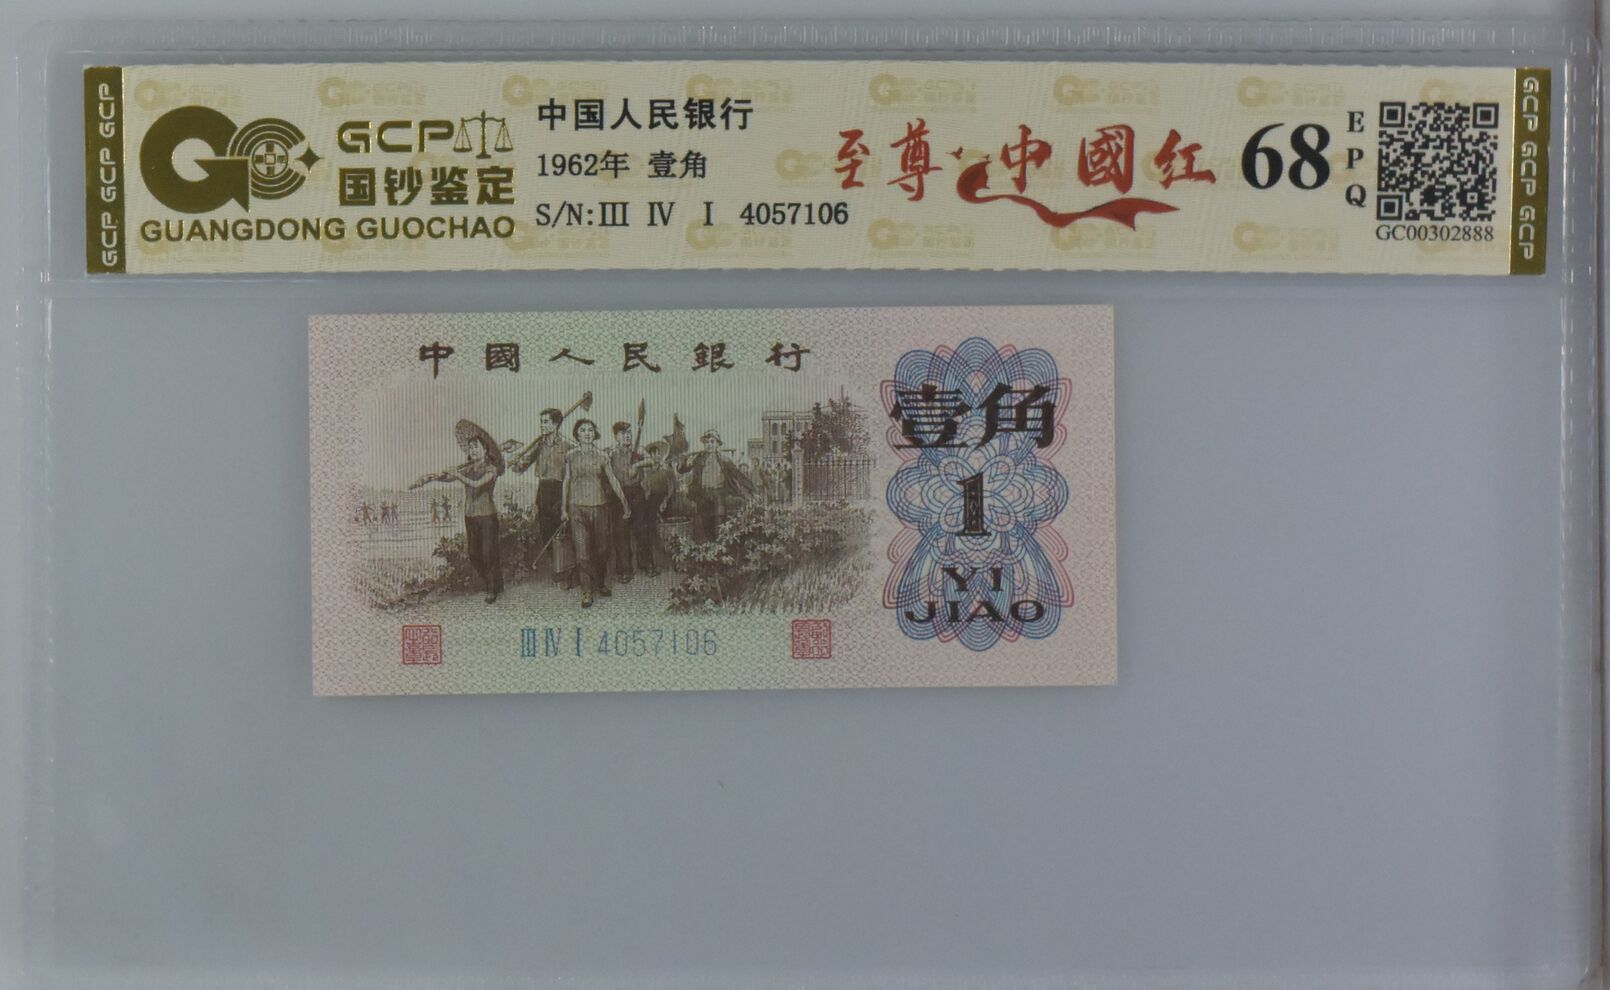 GCP GCP GCP
GCP
国钞鉴定
GUANGDONG GUOCHAO
中国人民银行
1962年 壹角
S/N:III IV I 4057106
至尊 中國红
68
EPQ
GC00302888
GCP GCP GCP
中國人民銀行
壹角
1
YI
JIAO
III IV I 4057106